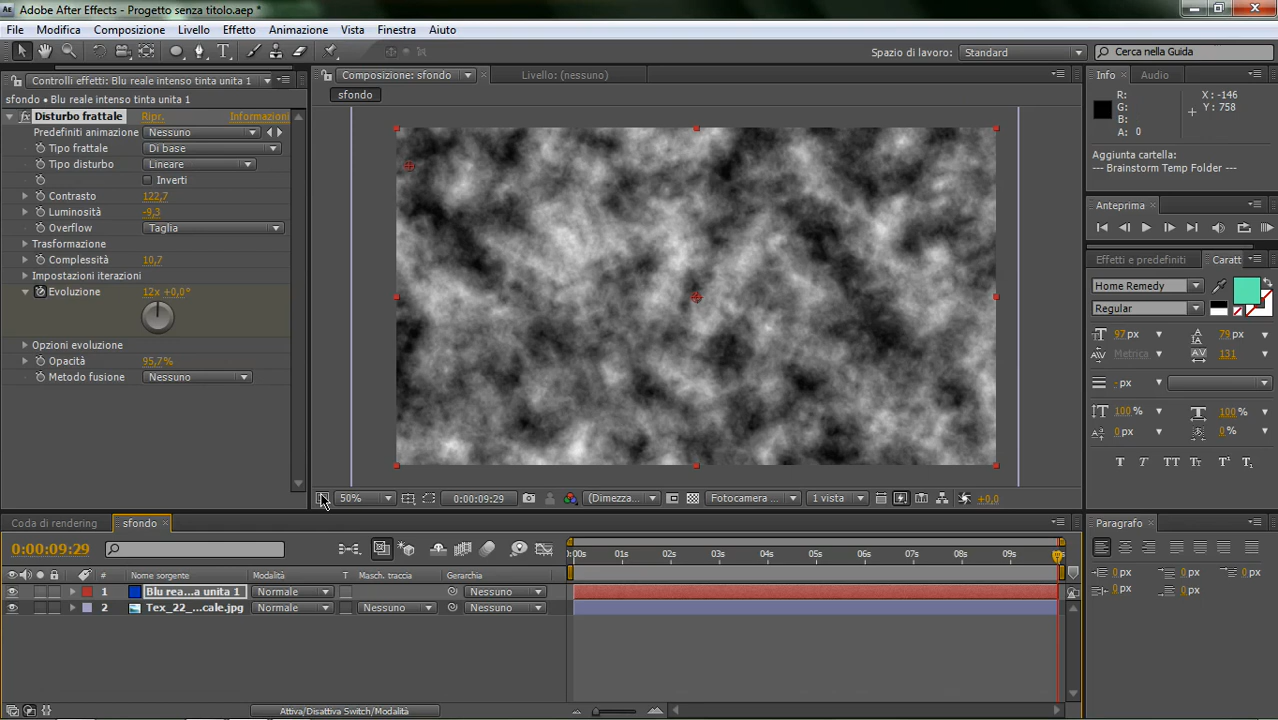 Adobe After Effects - Progetto senza titolo.aep *
File Modifica Composizione Livello Effetto Animazione Vista Finestra Aiuto
Spazio di lavoro: Standard Cerca nella Guida
Controlli effetti: Blu reale intenso tinta unita 1
sfondo • Blu reale intenso tinta unita 1
fx Disturbo frattale Ripr. Informazioni
Predefiniti animazione Nessuno
Tipo frattale Di base
Tipo disturbo Lineare
Inverti
Contrasto 122,7
Luminosità -9,3
Overflow Taglia
Trasformazione
Complessità 10,7
Impostazioni iterazioni
Evoluzione 12x +0,0°
Opzioni evoluzione
Opacità 95,7%
Metodo fusione Nessuno
Composizione: sfondo Livello: (nessuno)
sfondo
50% 0:00:09:29 (Dimezza... Fotocamera ... 1 vista +0,0
Info Audio
R: X : -146
G: Y : 758
B:
A: 0
Aggiunta cartella:
-- Brainstorm Temp Folder --
Anteprima
Effetti e predefiniti Caratt
Home Remedy
Regular
97 px 79 px
Metrica 131
- px
100 % 100 %
0 px 0 %
T T TT Tt T¹ T₁
Coda di rendering sfondo
0:00:09:29
:00s 01s 02s 03s 04s 05s 06s 07s 08s 09s 10s
# Nome sorgente Modalità T Masch. traccia Gerarchia
1 Blu rea...a unita 1 Normale Nessuno
2 Tex_22_...cale.jpg Normale Nessuno Nessuno
Attiva/Disattiva Switch/Modalità
Paragrafo
0 px 0 px 0 px
0 px 0 px